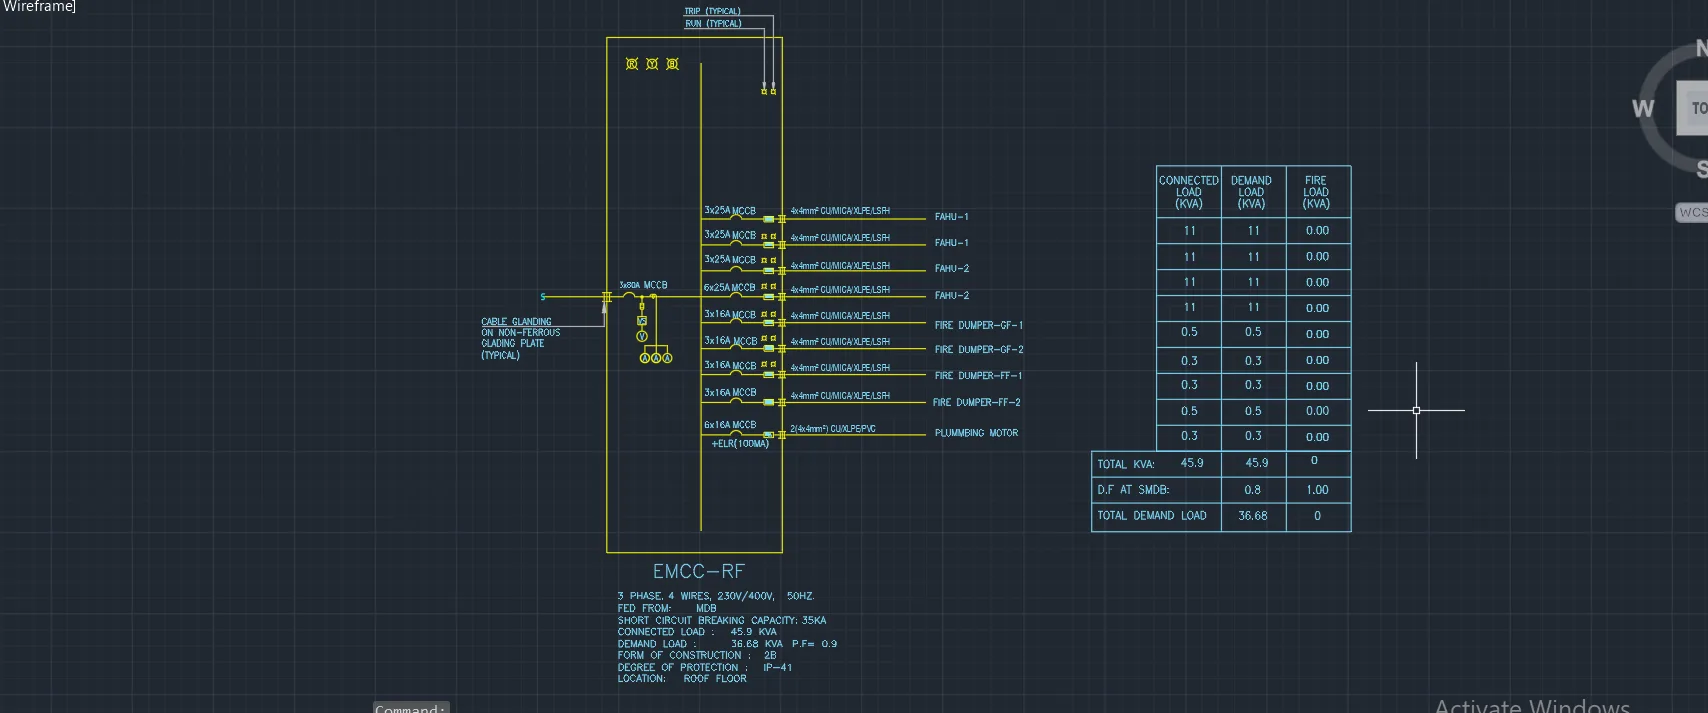 Wireframe]
TRIP (TYPICAL)
RUN (TYPICAL)
R Y B
N
W
TO
S
WCS
3x25A MCCB 4x4mm² CU/MICA/XLPE/LSFH FAHU-1
3x25A MCCB 4x4mm² CU/MICA/XLPE/LSFH FAHU-1
3x25A MCCB 4x4mm² CU/MICA/XLPE/LSFH FAHU-2
6x25A MCCB 4x4mm² CU/MICA/XLPE/LSFH FAHU-2
3x16A MCCB 4x4mm² CU/MICA/XLPE/LSFH FIRE DUMPER-GF-1
3x16A MCCB 4x4mm² CU/MICA/XLPE/LSFH FIRE DUMPER-GF-2
3x16A MCCB 4x4mm² CU/MICA/XLPE/LSFH FIRE DUMPER-FF-1
3x16A MCCB 4x4mm² CU/MICA/XLPE/LSFH FIRE DUMPER-FF-2
6x16A MCCB 2(4x4mm²) CU/XLPE/PVC PLUMMBING MOTOR
+ELR(100MA)
S
3x80A MCCB
VS
V
A A A
CABLE GLANDING
ON NON-FERROUS
GLADING PLATE
(TYPICAL)
CONNECTED LOAD (KVA) DEMAND LOAD (KVA) FIRE LOAD (KVA)
11 11 0.00
11 11 0.00
11 11 0.00
11 11 0.00
0.5 0.5 0.00
0.3 0.3 0.00
0.3 0.3 0.00
0.5 0.5 0.00
0.3 0.3 0.00
TOTAL KVA: 45.9 45.9 0
D.F AT SMDB: 0.8 1.00
TOTAL DEMAND LOAD 36.68 0
EMCC-RF
3 PHASE, 4 WIRES, 230V/400V, 50HZ.
FED FROM: MDB
SHORT CIRCUIT BREAKING CAPACITY: 35KA
CONNECTED LOAD : 45.9 KVA
DEMAND LOAD : 36.68 KVA P.F= 0.9
FORM OF CONSTRUCTION : 2B
DEGREE OF PROTECTION : IP-41
LOCATION: ROOF FLOOR
Command:
Activate Windows